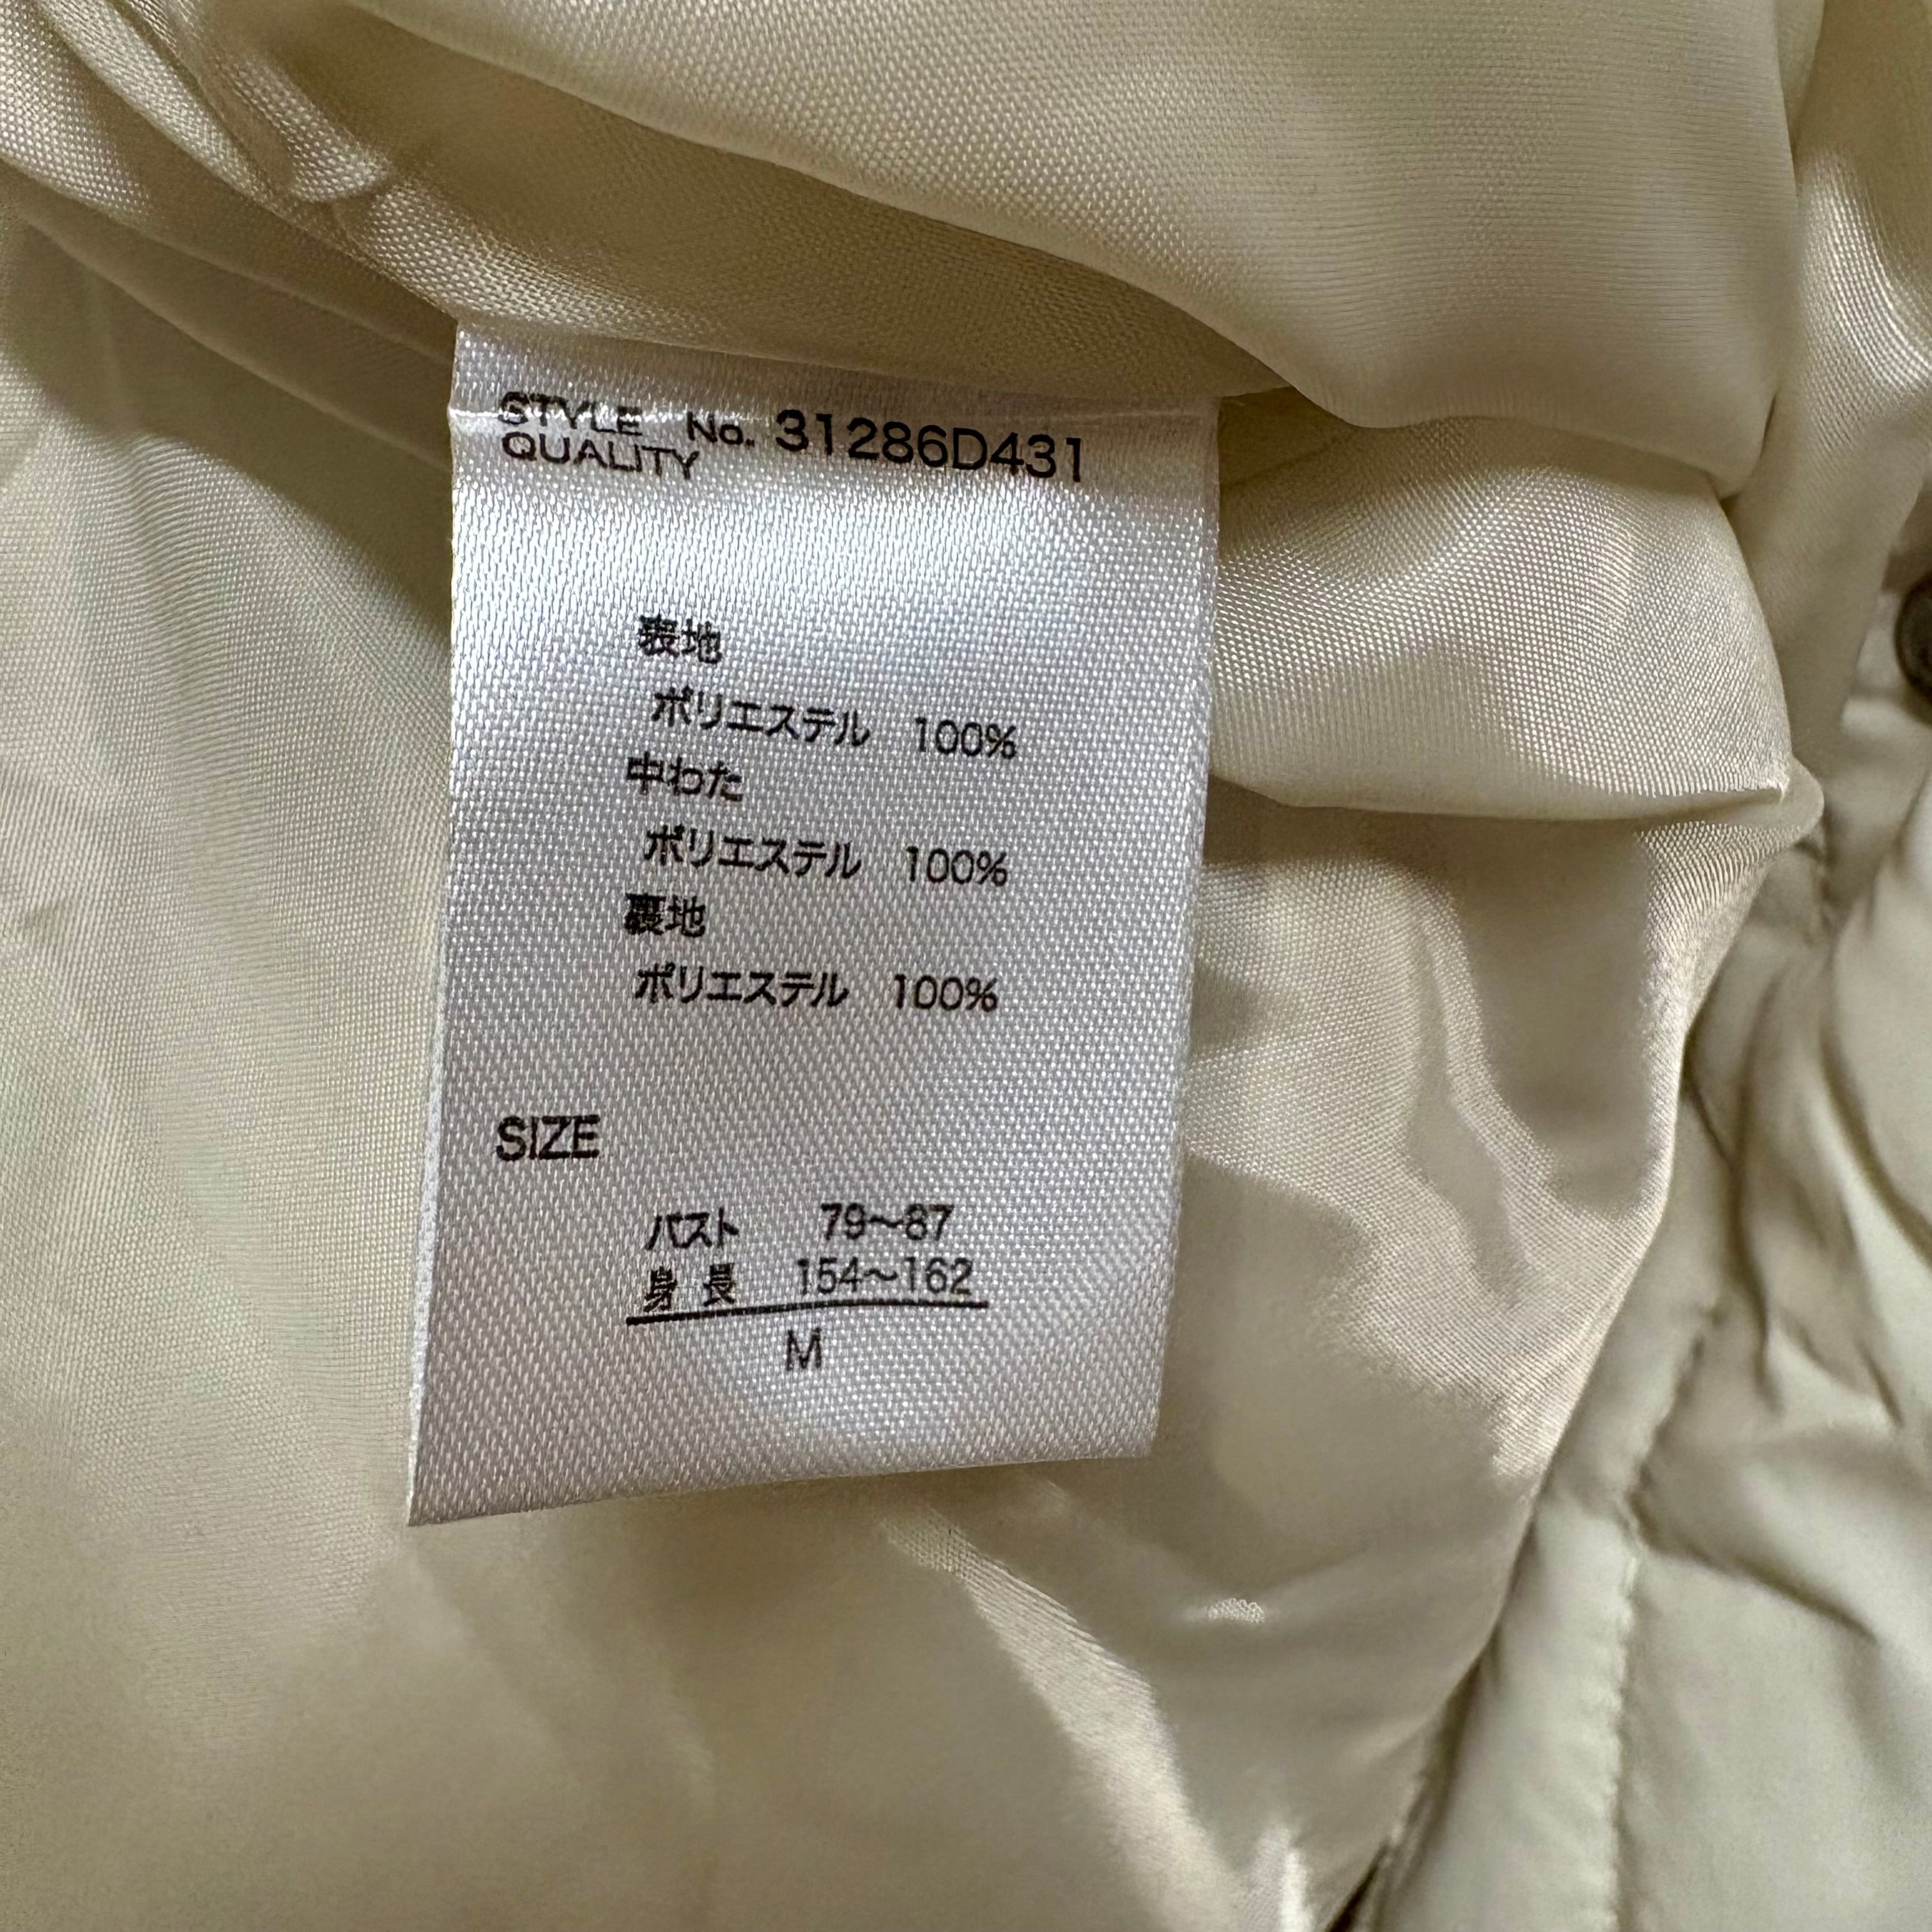 STYLE No. 31286D431
QUALITY
表地
ポリエステル 100%
中わた
ポリエステル 100%
裏地
ポリエステル 100%
SIZE
バスト 79～87
身長 154～162
M